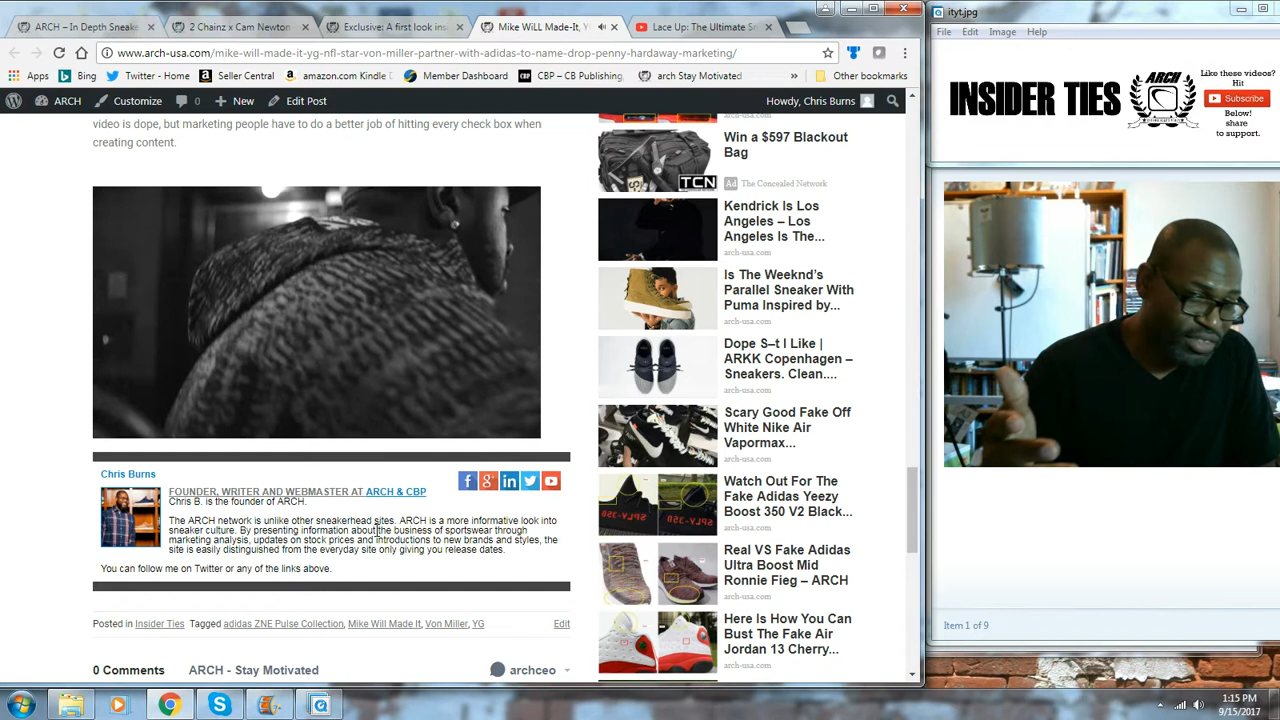 ARCH – In Depth Sneake
2 Chainz | Cam Newton
Exclusive: A first look insi
Mike WiLL Made-It, Y
Lace Up: The Ultimate S
ityt.jpg
File Edit Image Help
www.arch-usa.com/mike-will-made-it-yg-nfl-star-von-miller-partner-with-adidas-to-name-drop-penny-hardaway-marketing/
Apps Bing Twitter - Home Seller Central amazon.com Kindle D Member Dashboard CBP – CB Publishing, arch Stay Motivated » Other bookmarks
ARCH Customize 0 New Edit Post Howdy, Chris Burns
INSIDER TIES
ARCH
Like these videos?
Hit
Subscribe
Below!
share
to support.
video is dope, but marketing people have to do a better job of hitting every check box when
creating content.
Chris Burns
FOUNDER, WRITER AND WEBMASTER AT ARCH & CBP
Chris B. is the founder of ARCH.
The ARCH network is unlike other sneakerhead sites. ARCH is a more informative look into
sneaker culture. By presenting information about the business of sportswear through
marketing analysis, updates on stock prices and introductions to new brands and styles, the
site is easily distinguished from the everyday site only giving you release dates.
You can follow me on Twitter or any of the links above.
Posted in Insider Ties Tagged adidas ZNE Pulse Collection, Mike Will Made It, Von Miller, YG Edit
0 Comments ARCH - Stay Motivated archceo
arch-usa.com
Win a $597 Blackout
Bag
TCN
Ad The Concealed Network
Kendrick Is Los
Angeles – Los
Angeles Is The...
arch-usa.com
Is The Weeknd's
Parallel Sneaker With
Puma Inspired by...
arch-usa.com
Dope S–t I Like |
ARKK Copenhagen –
Sneakers. Clean....
arch-usa.com
Scary Good Fake Off
White Nike Air
Vapormax...
arch-usa.com
Watch Out For The
Fake Adidas Yeezy
Boost 350 V2 Black...
arch-usa.com
Real VS Fake Adidas
Ultra Boost Mid
Ronnie Fieg – ARCH
arch-usa.com
Here Is How You Can
Bust The Fake Air
Jordan 13 Cherry...
arch-usa.com
Item 1 of 9
1:15 PM
9/15/2017